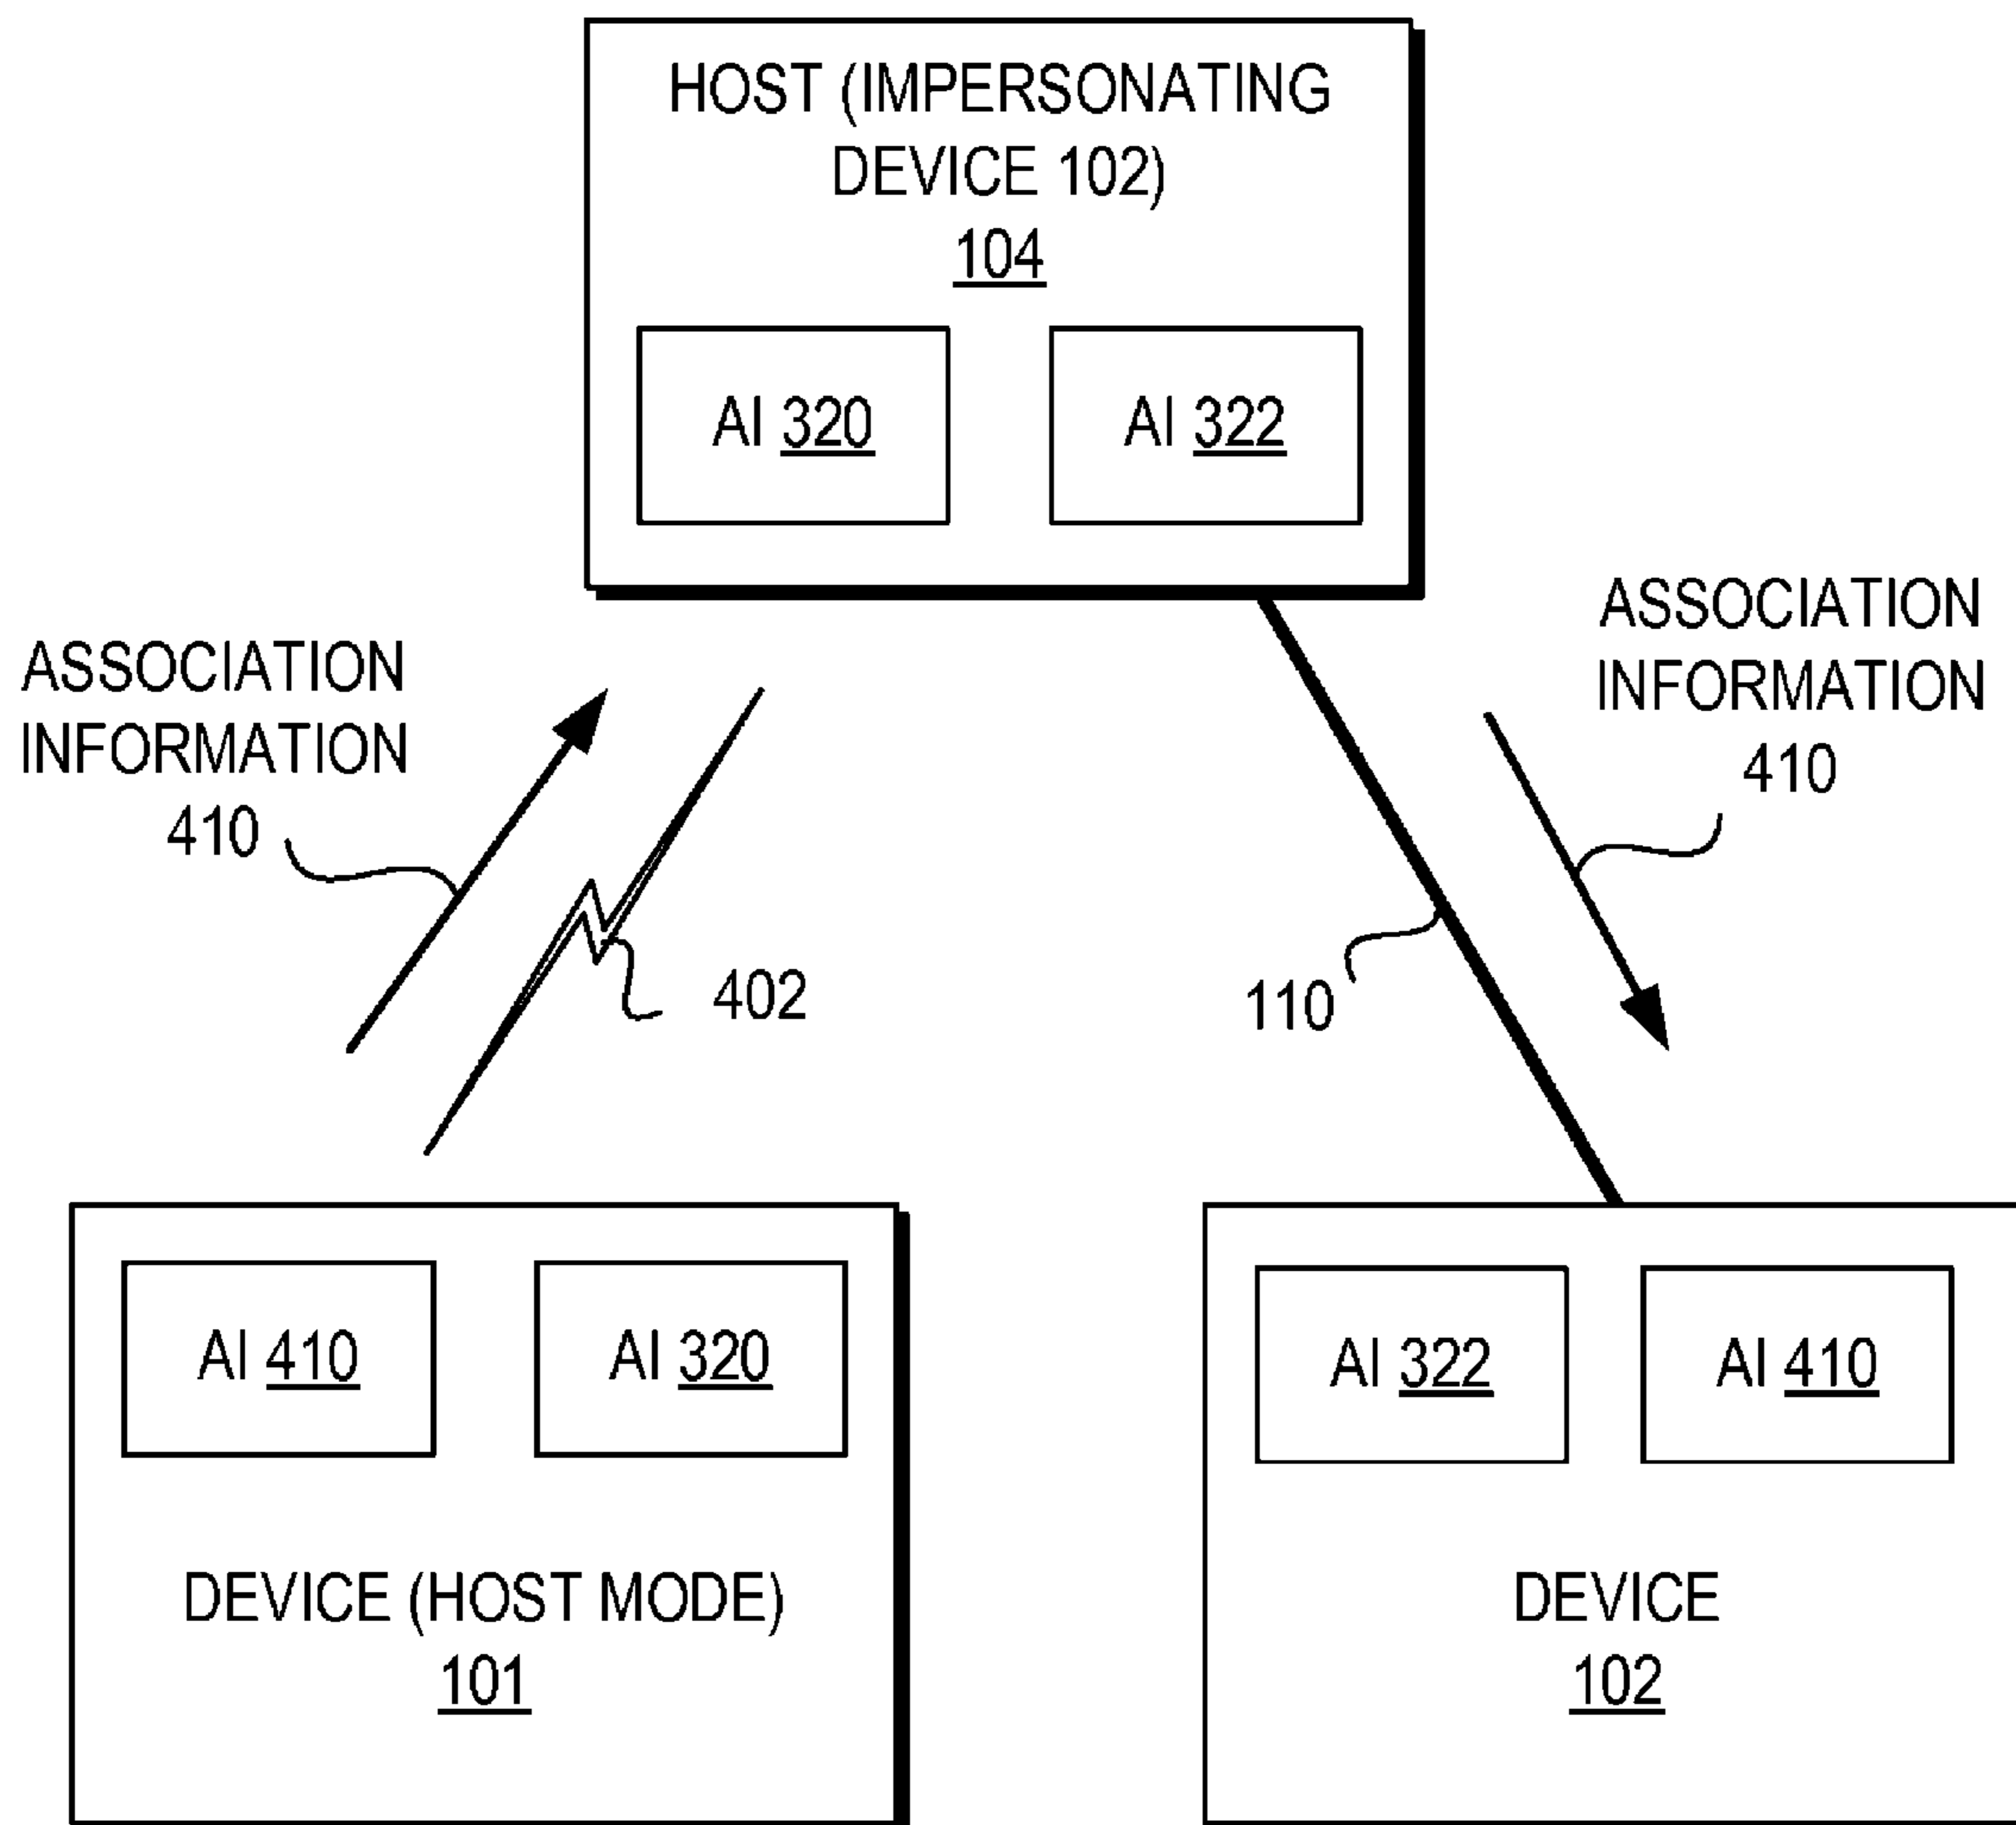 HOST (IMPERSONATING
DEVICE 102)
104
AI 320
AI 322
ASSOCIATION
INFORMATION
410
ASSOCIATION
INFORMATION
410
402
110
AI 410
AI 320
DEVICE (HOST MODE)
101
AI 322
AI 410
DEVICE
102